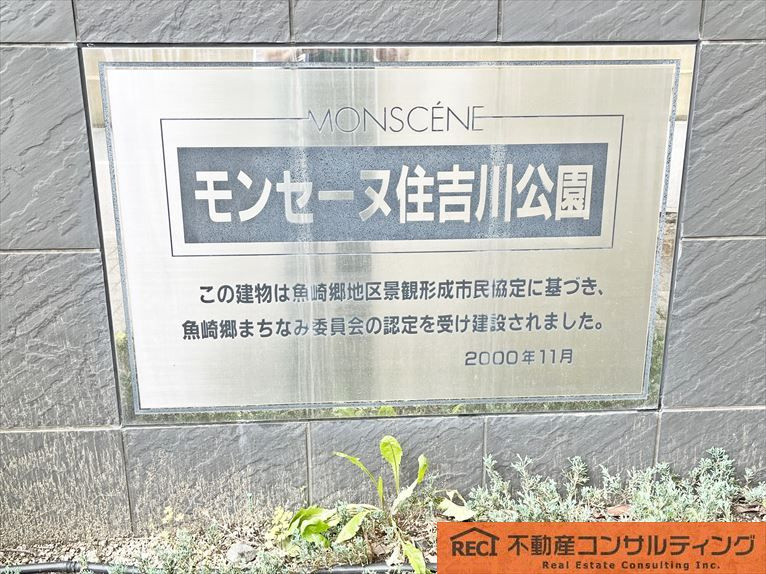 MONSCÉNE
モンセーヌ住吉川公園
この建物は魚崎郷地区景観形成市民協定に基づき、
魚崎郷まちなみ委員会の認定を受け建設されました。
2000年11月
RECI 不動産コンサルティング
Real Estate Consulting Inc.